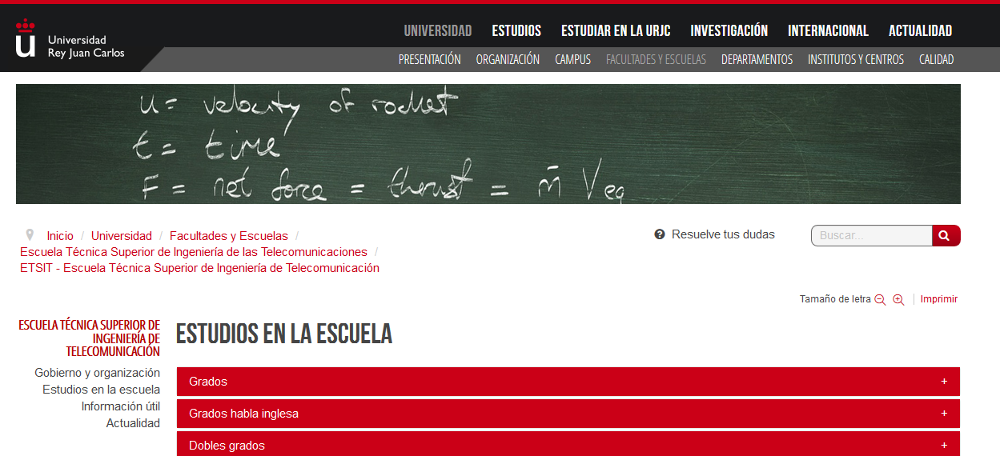 u
Universidad
Rey Juan Carlos
UNIVERSIDAD ESTUDIOS ESTUDIAR EN LA URJC INVESTIGACIÓN INTERNACIONAL ACTUALIDAD
PRESENTACIÓN ORGANIZACIÓN CAMPUS FACULTADES Y ESCUELAS DEPARTAMENTOS INSTITUTOS Y CENTROS CALIDAD
u = velocity of rocket
t = time
F = net force = thrust = m̄ Veq
Inicio / Universidad / Facultades y Escuelas /
Escuela Técnica Superior de Ingeniería de las Telecomunicaciones /
ETSIT - Escuela Técnica Superior de Ingeniería de Telecomunicación
Resuelve tus dudas
Buscar...
Tamaño de letra | Imprimir
ESCUELA TÉCNICA SUPERIOR DE
INGENIERÍA DE
TELECOMUNICACIÓN
Gobierno y organización
Estudios en la escuela
Información útil
Actualidad
ESTUDIOS EN LA ESCUELA
Grados +
Grados habla inglesa +
Dobles grados +